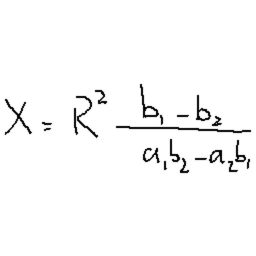 X = R² (b₁ - b₂) / (a₁b₂ - a₂b₁)